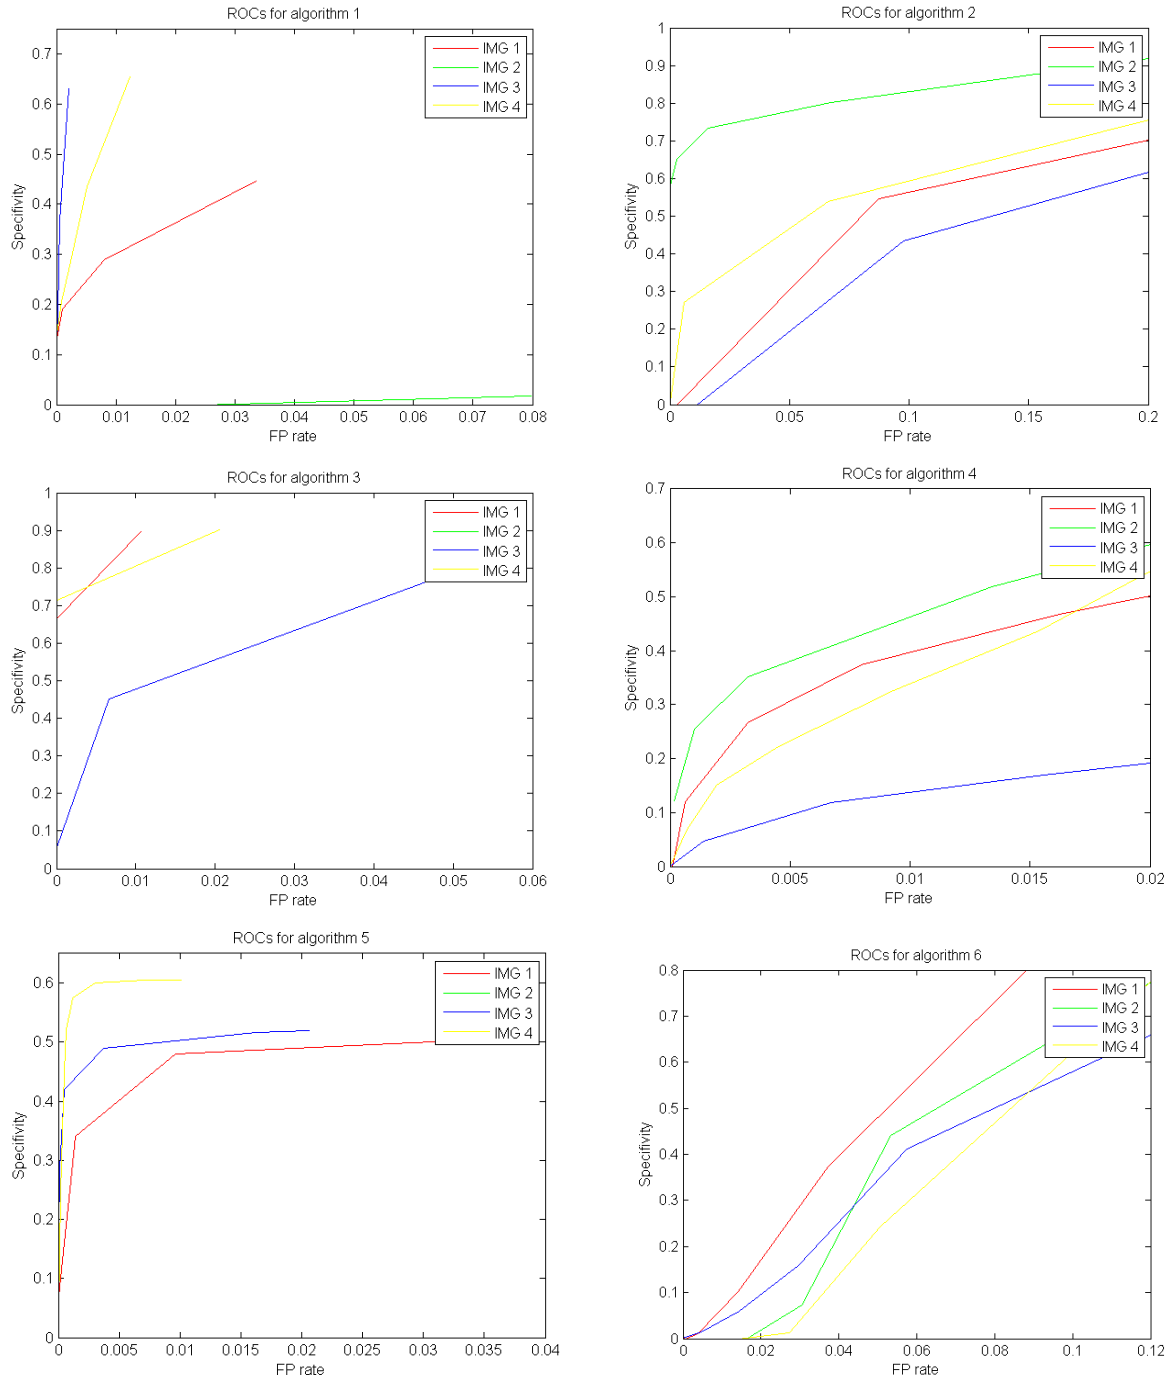 ROCs for algorithm 1
0.7
0.6
0.5
0.4
0.3
0.2
0.1
0
Specifivity
0 0.01 0.02 0.03 0.04 0.05 0.06 0.07 0.08
FP rate
IMG 1
IMG 2
IMG 3
IMG 4
ROCs for algorithm 2
1
0.9
0.8
0.7
0.6
0.5
0.4
0.3
0.2
0.1
0
Specifivity
0 0.05 0.1 0.15 0.2
FP rate
IMG 1
IMG 2
IMG 3
IMG 4
ROCs for algorithm 3
1
0.9
0.8
0.7
0.6
0.5
0.4
0.3
0.2
0.1
0
Specifivity
0 0.01 0.02 0.03 0.04 0.05 0.06
FP rate
IMG 1
IMG 2
IMG 3
IMG 4
ROCs for algorithm 4
0.7
0.6
0.5
0.4
0.3
0.2
0.1
0
Specifivity
0 0.005 0.01 0.015 0.02
FP rate
IMG 1
IMG 2
IMG 3
IMG 4
ROCs for algorithm 5
0.6
0.5
0.4
0.3
0.2
0.1
0
Specifivity
0 0.005 0.01 0.015 0.02 0.025 0.03 0.035 0.04
FP rate
IMG 1
IMG 2
IMG 3
IMG 4
ROCs for algorithm 6
0.8
0.7
0.6
0.5
0.4
0.3
0.2
0.1
0
Specifivity
0 0.02 0.04 0.06 0.08 0.1 0.12
FP rate
IMG 1
IMG 2
IMG 3
IMG 4